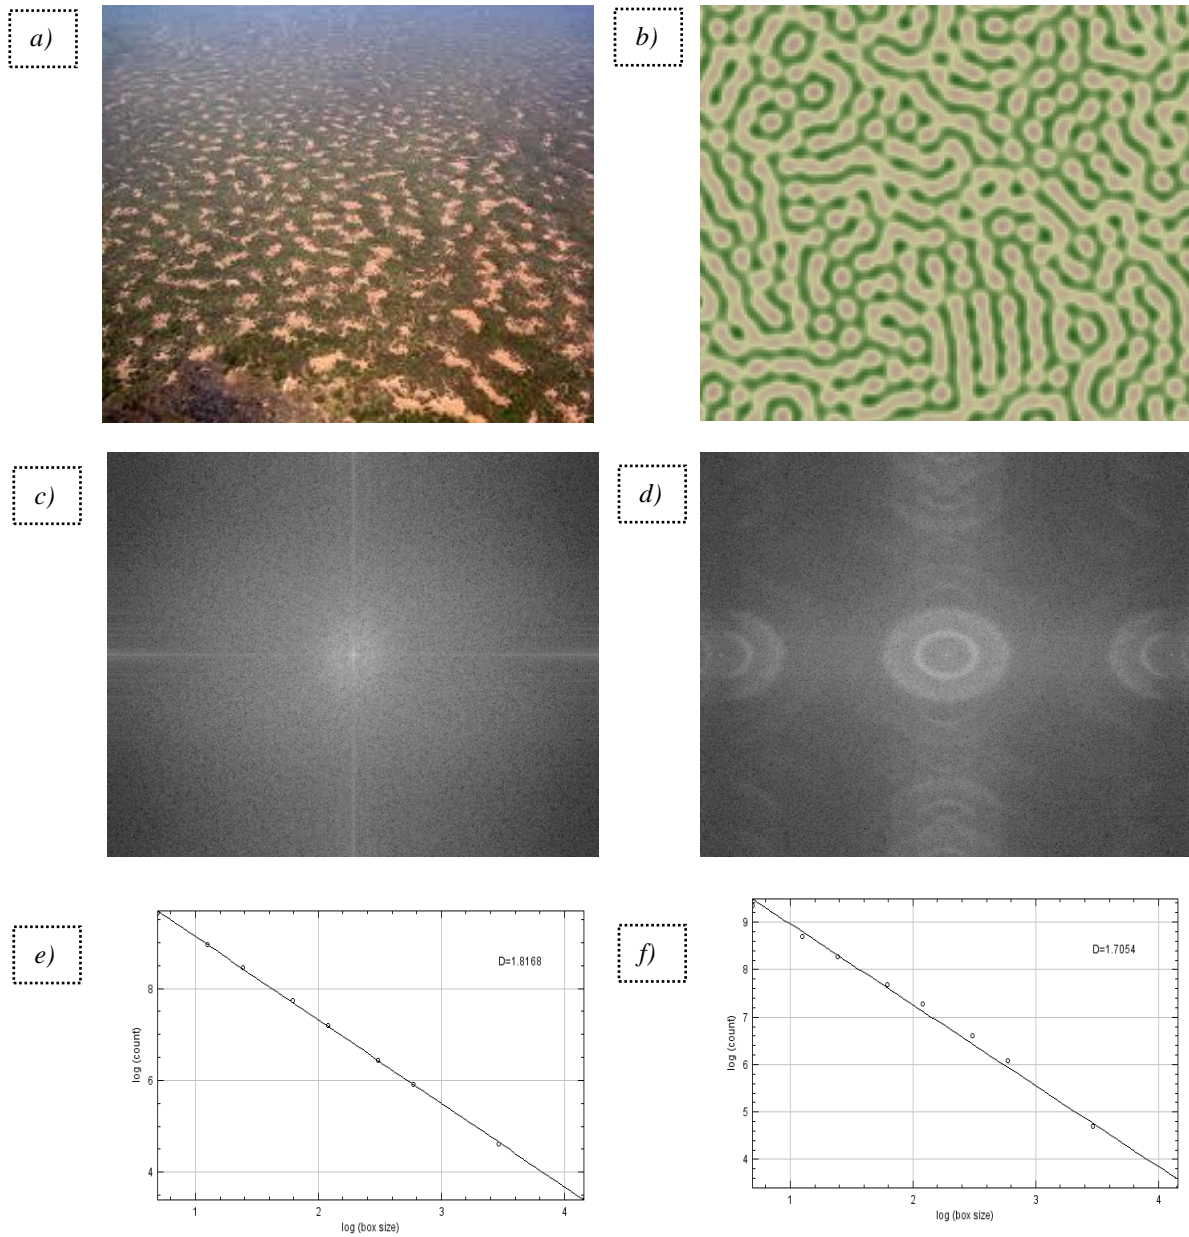 a)
b)
c)
d)
e)
D=1.8168
8
6
4
log (count)
1 2 3 4
log (box size)
f)
D=1.7054
9
8
7
6
5
4
log (count)
1 2 3 4
log (box size)